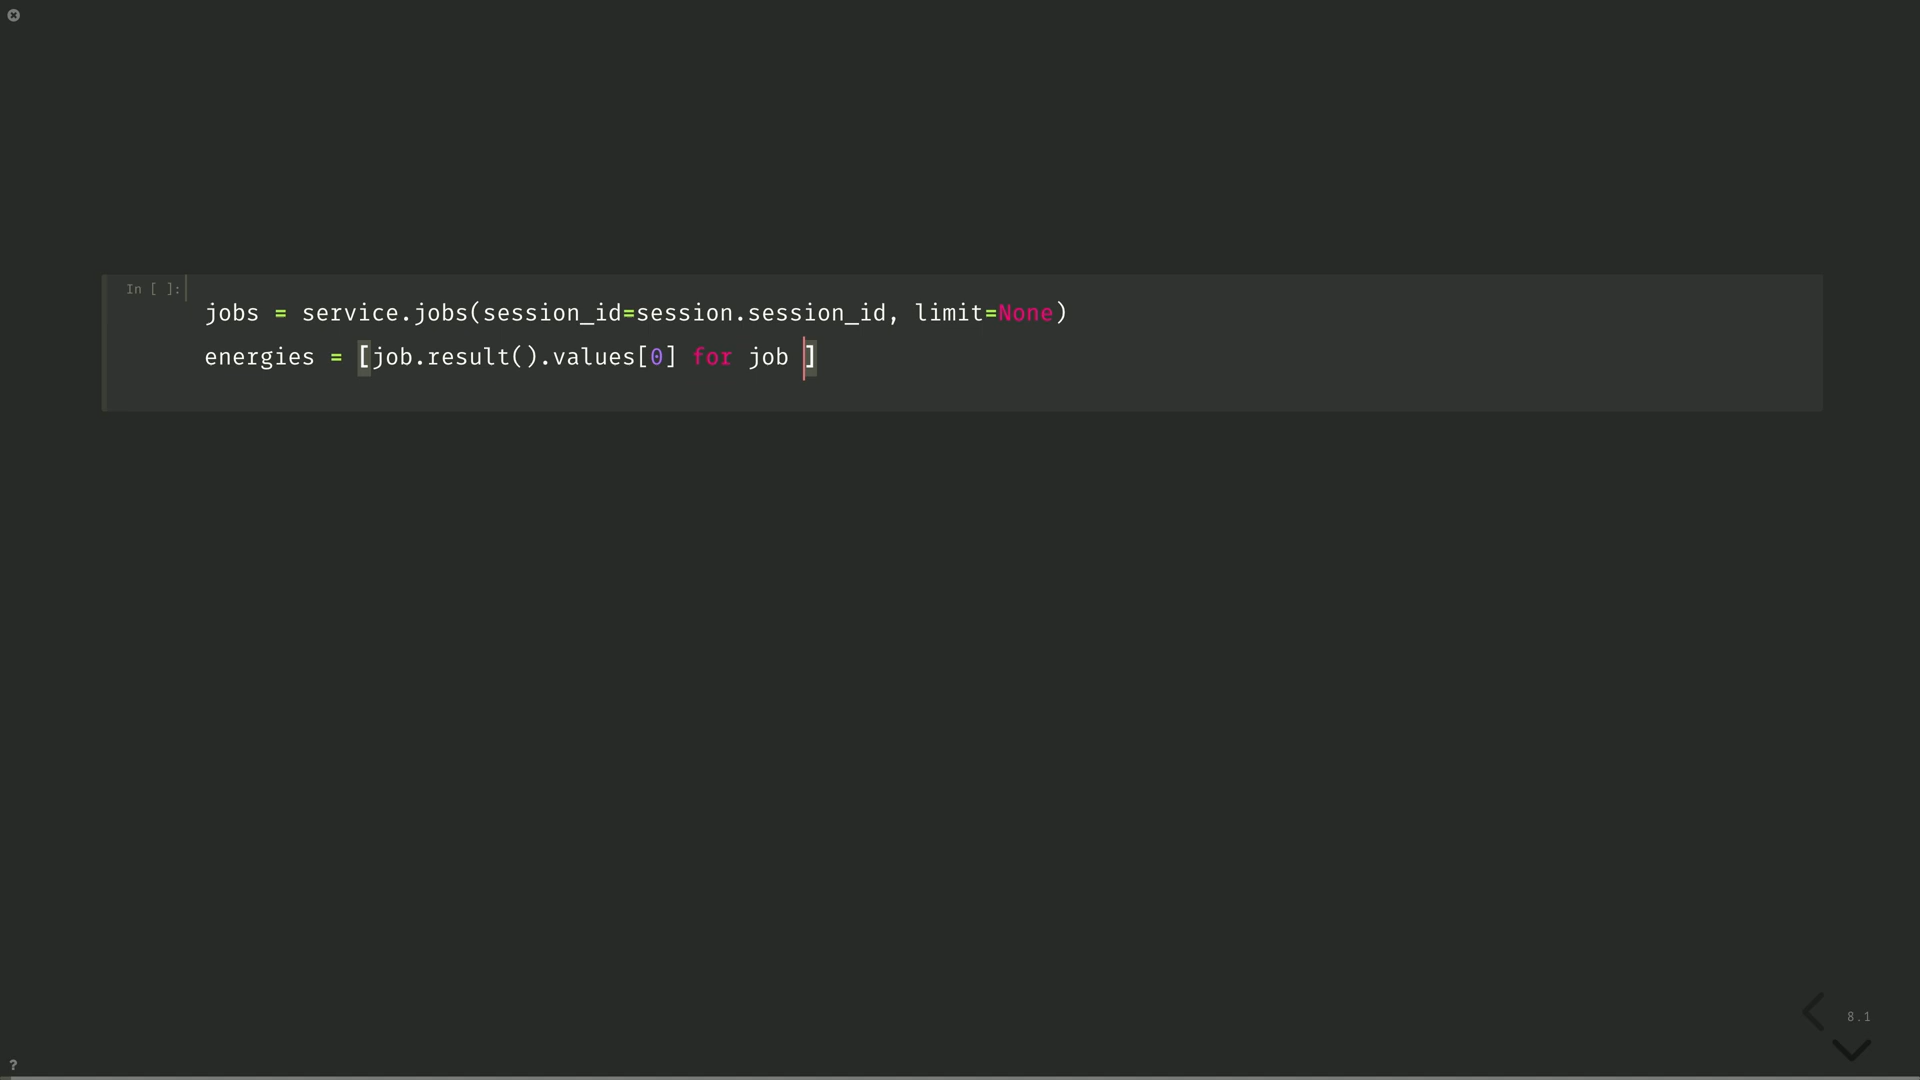 In [ ]:
jobs = service.jobs(session_id=session.session_id, limit=None)
energies = [job.result().values[0] for job ]
8.1
?